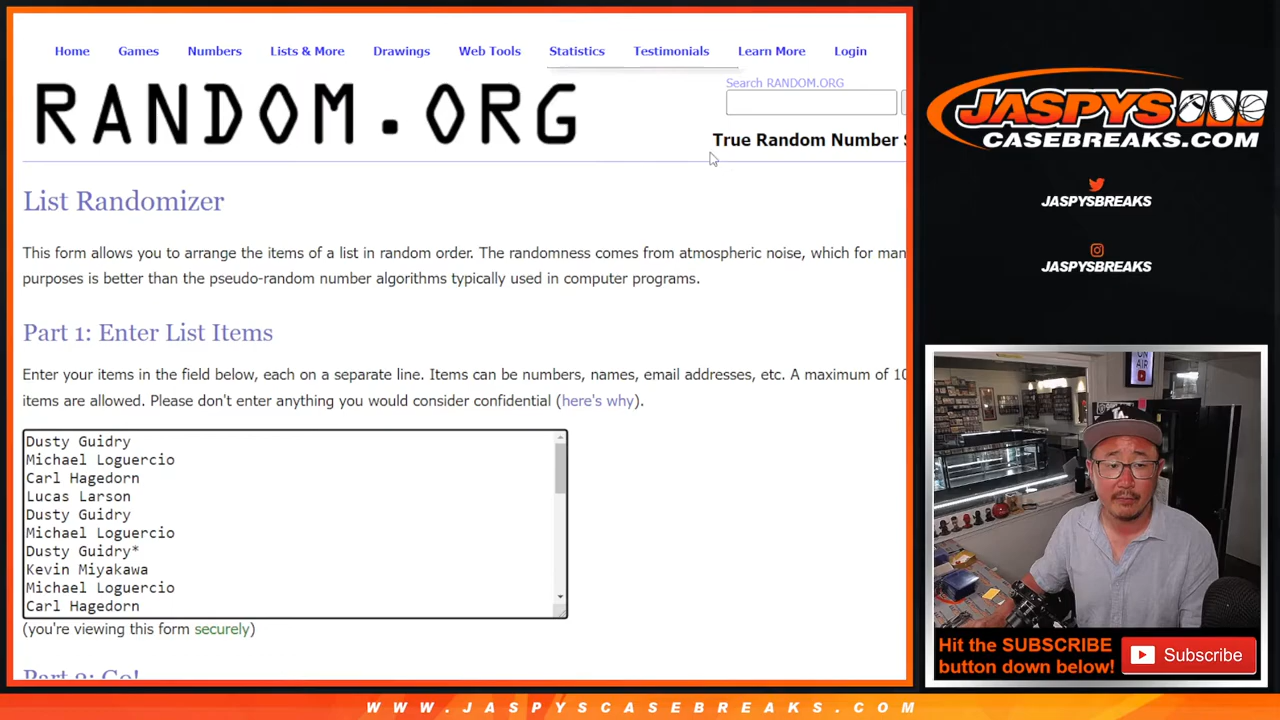 Home Games Numbers Lists & More Drawings Web Tools Statistics Testimonials Learn More Login
RANDOM.ORG
Search RANDOM.ORG
True Random Number S
List Randomizer
This form allows you to arrange the items of a list in random order. The randomness comes from atmospheric noise, which for man
purposes is better than the pseudo-random number algorithms typically used in computer programs.
Part 1: Enter List Items
Enter your items in the field below, each on a separate line. Items can be numbers, names, email addresses, etc. A maximum of 10
items are allowed. Please don't enter anything you would consider confidential (here's why).
Dusty Guidry
Michael Loguercio
Carl Hagedorn
Lucas Larson
Dusty Guidry
Michael Loguercio
Dusty Guidry*
Kevin Miyakawa
Michael Loguercio
Carl Hagedorn
(you're viewing this form securely)
Part 2: Go!
JASPYS
CASEBREAKS.COM
JASPYSBREAKS
JASPYSBREAKS
ON
AIR
Hit the SUBSCRIBE
button down below!
Subscribe
WWW.JASPYSCASEBREAKS.COM